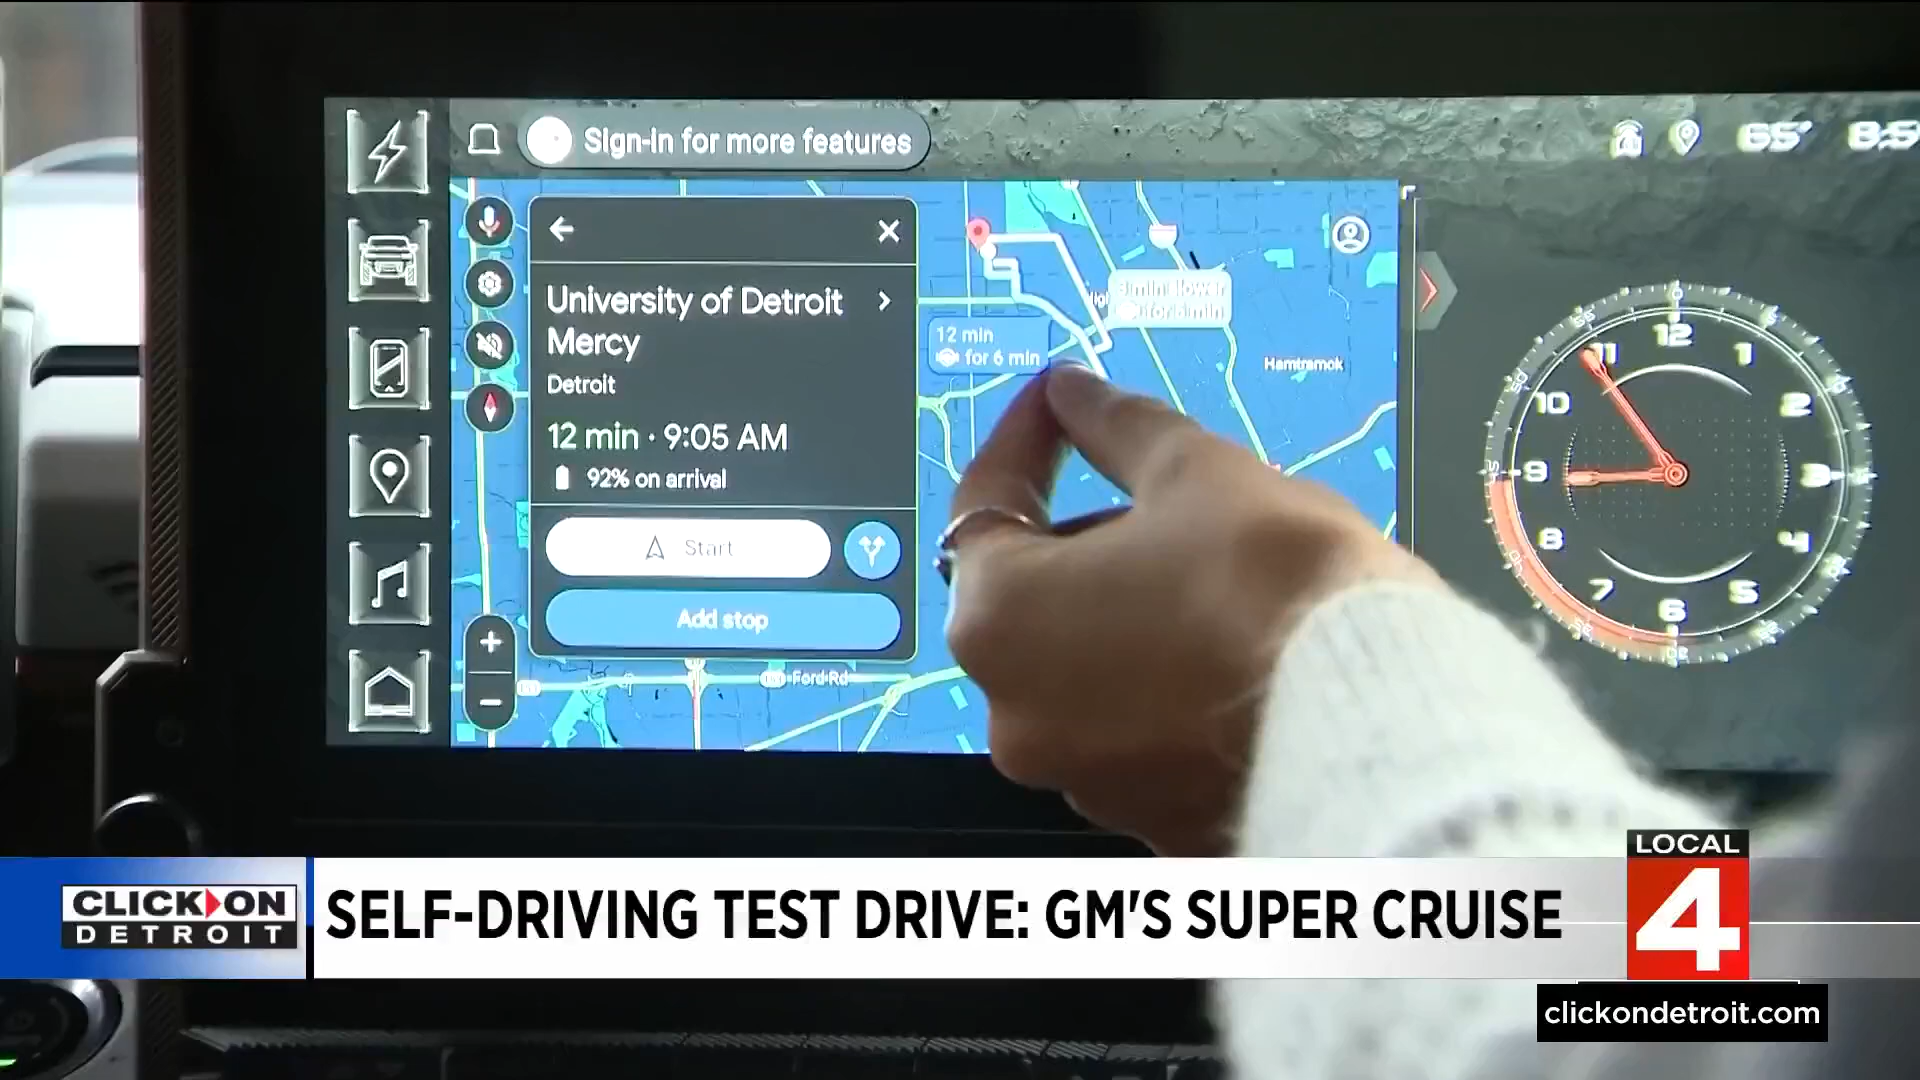 Sign-in for more features
65°
University of Detroit
Mercy
Detroit
12 min · 9:05 AM
92% on arrival
Start
Add stop
12 min
for 6 min
Hamtramck
Ford Rd
12
1
2
3
4
5
6
7
8
9
10
11
CLICK ON
DETROIT
SELF-DRIVING TEST DRIVE: GM'S SUPER CRUISE
LOCAL
4
clickondetroit.com